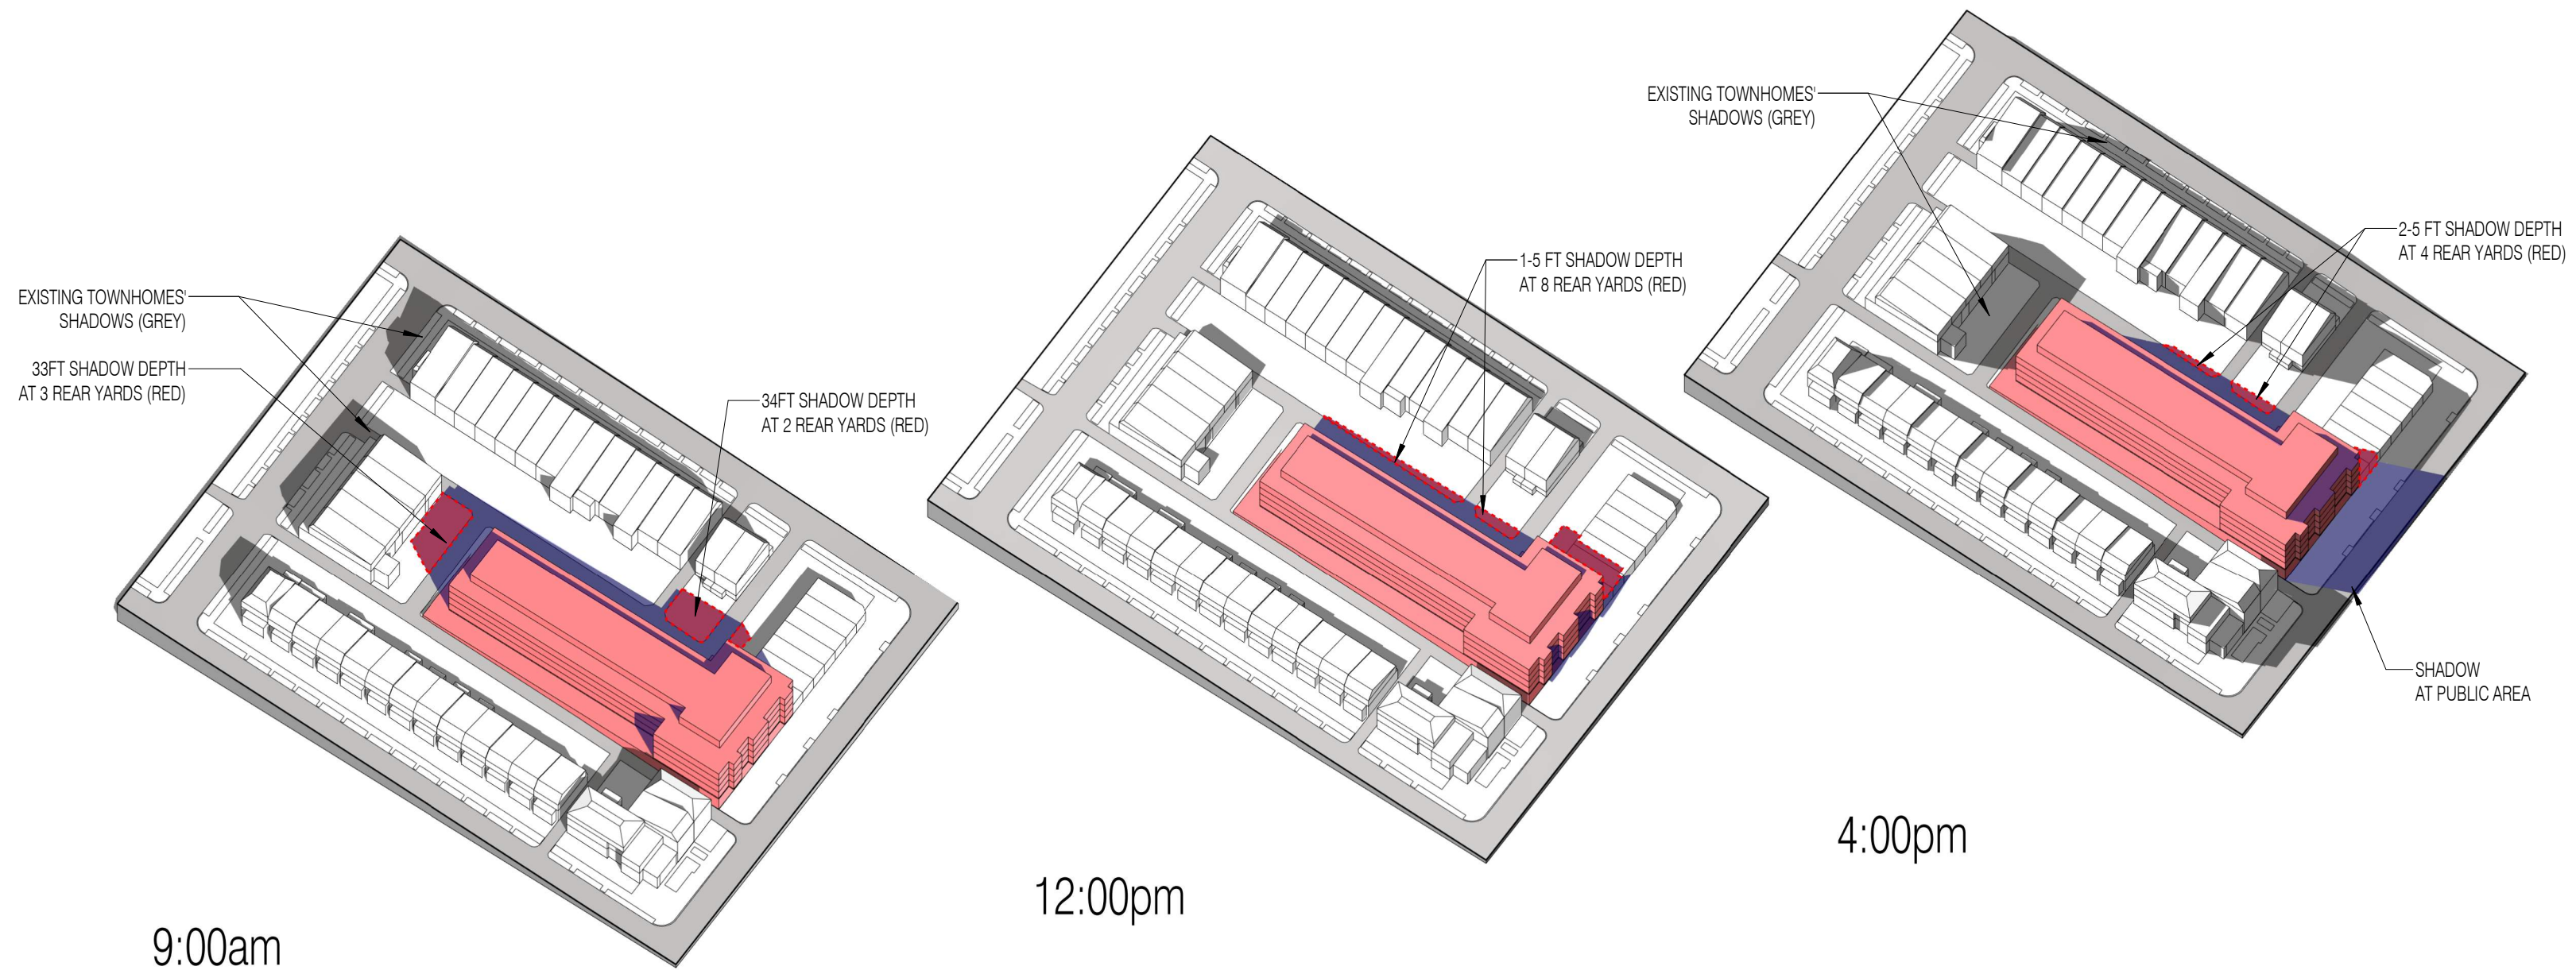 EXISTING TOWNHOMES'
SHADOWS (GREY)
33FT SHADOW DEPTH
AT 3 REAR YARDS (RED)
34FT SHADOW DEPTH
AT 2 REAR YARDS (RED)
9:00am
1-5 FT SHADOW DEPTH
AT 8 REAR YARDS (RED)
12:00pm
EXISTING TOWNHOMES'
SHADOWS (GREY)
2-5 FT SHADOW DEPTH
AT 4 REAR YARDS (RED)
SHADOW
AT PUBLIC AREA
4:00pm